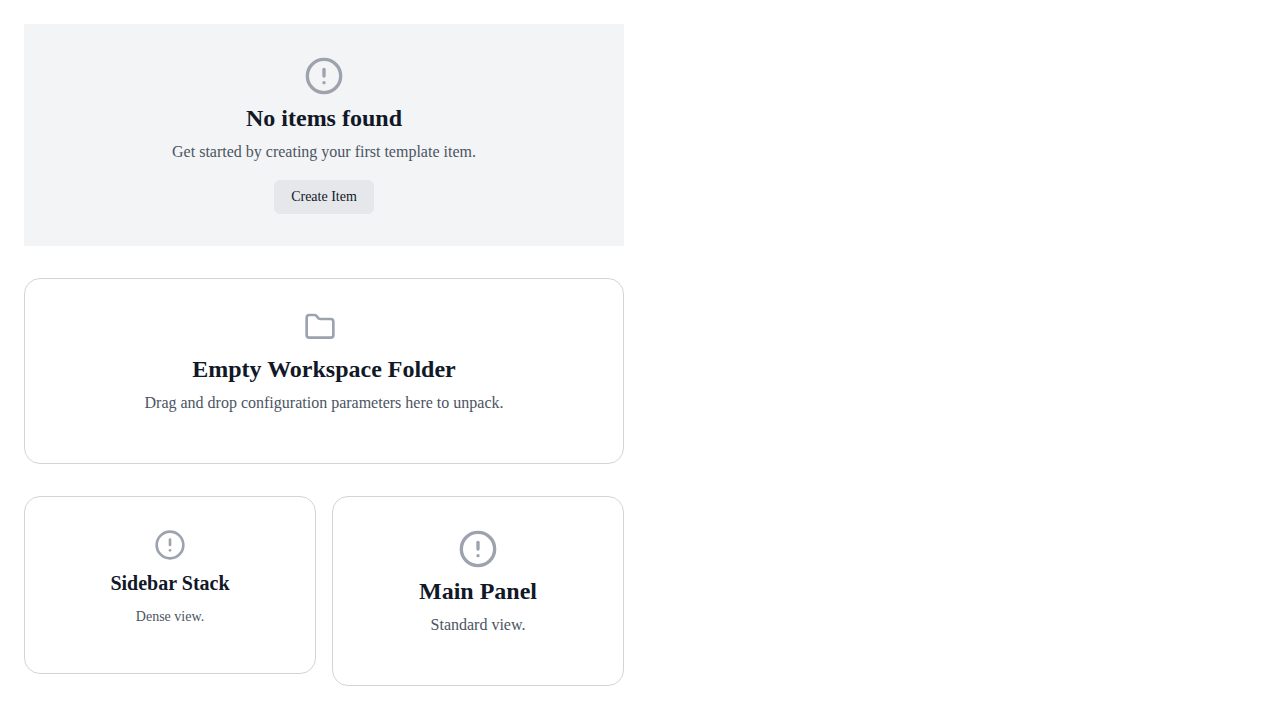 No items found
Get started by creating your first template item.
Create Item
Empty Workspace Folder
Drag and drop configuration parameters here to unpack.
Sidebar Stack
Dense view.
Main Panel
Standard view.